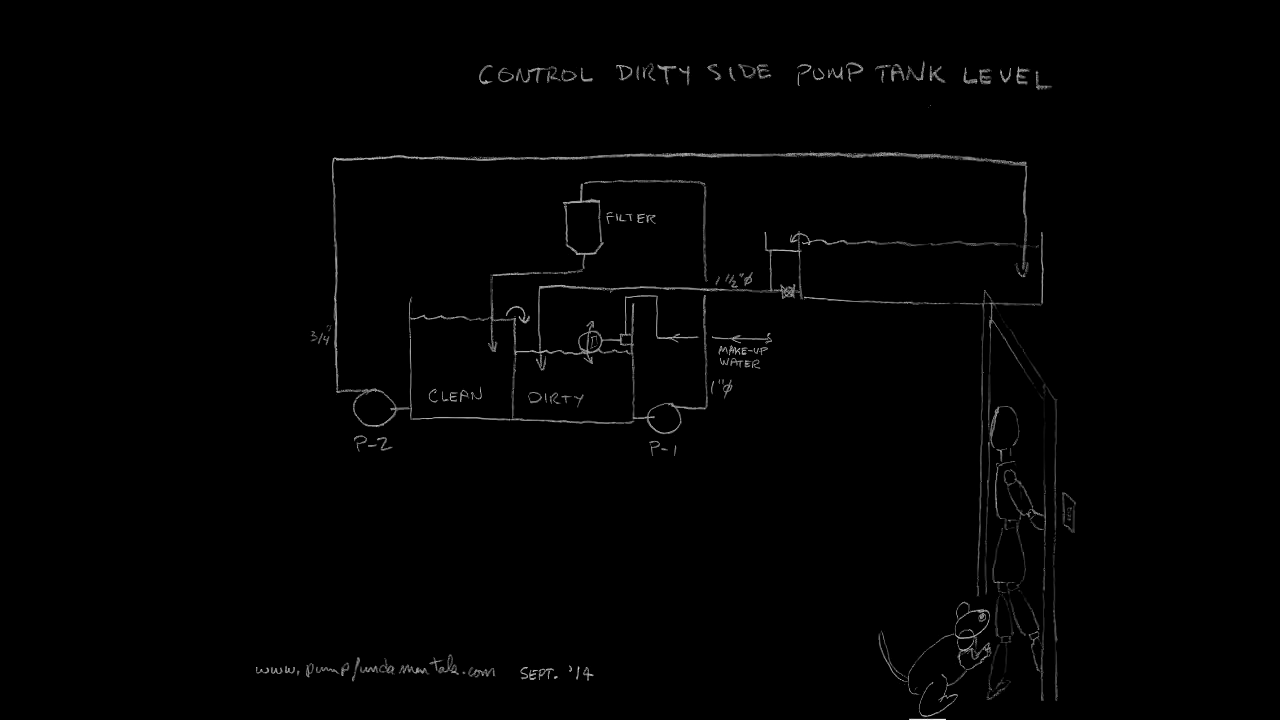 CONTROL DIRTY SIDE PUMP TANK LEVEL
FILTER
1 ½"ø
3/4"
MAKE-UP
WATER
1"ø
CLEAN
DIRTY
P-2
P-1
www.pumpfundamentals.com SEPT. '14